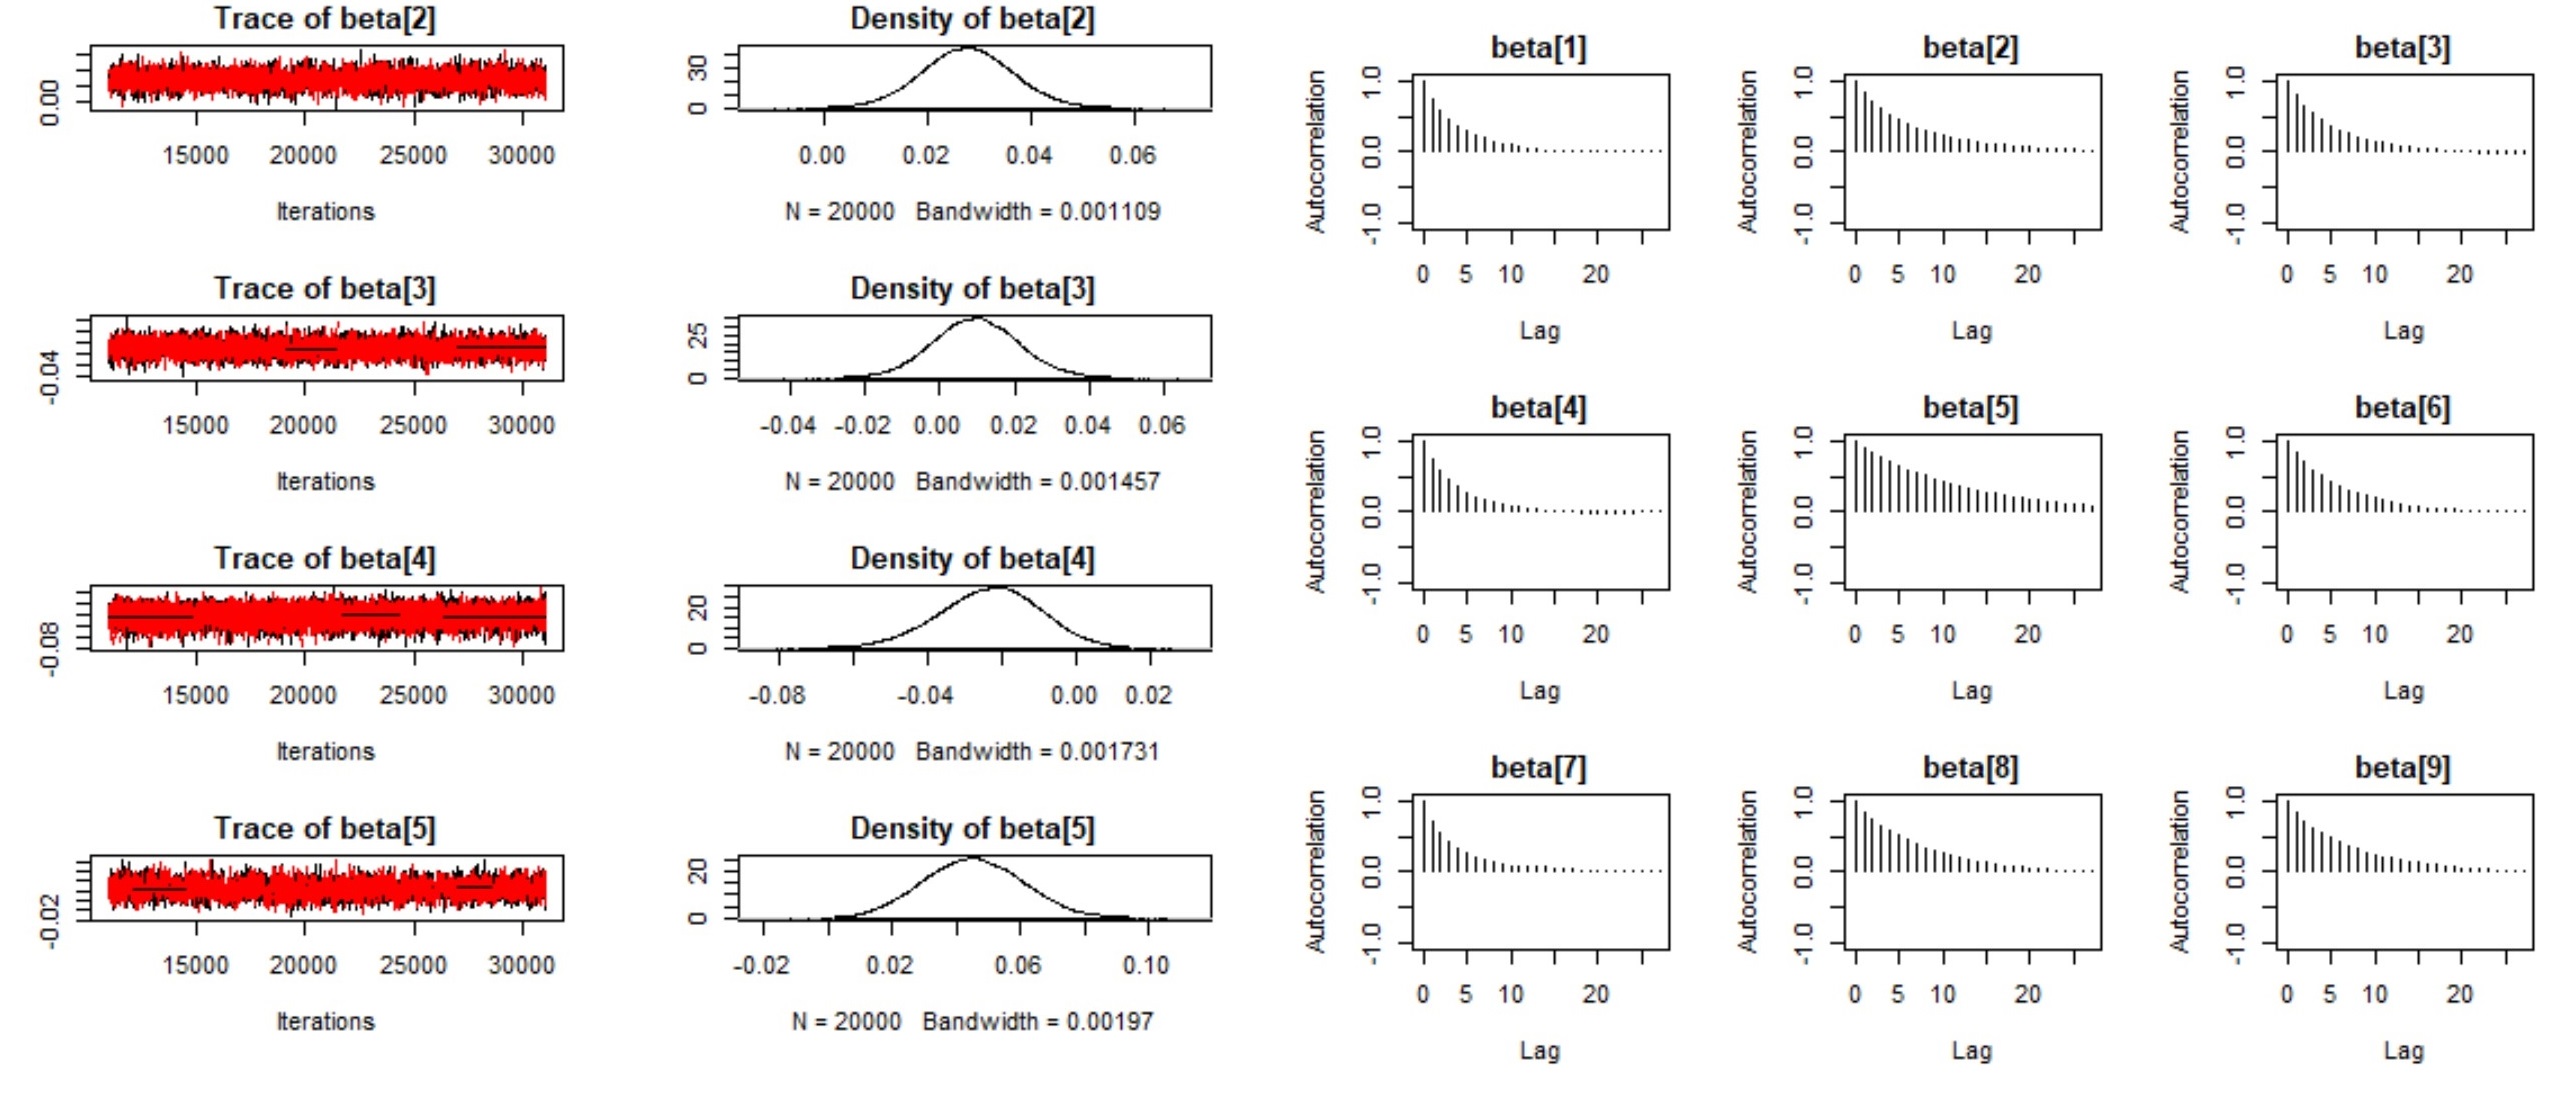 Trace of beta[2]
0.00
15000 20000 25000 30000
Iterations
Density of beta[2]
0 30
0.00 0.02 0.04 0.06
N = 20000 Bandwidth = 0.001109
Trace of beta[3]
-0.04
15000 20000 25000 30000
Iterations
Density of beta[3]
0 25
-0.04 -0.02 0.00 0.02 0.04 0.06
N = 20000 Bandwidth = 0.001457
Trace of beta[4]
-0.08
15000 20000 25000 30000
Iterations
Density of beta[4]
0 20
-0.08 -0.04 0.00 0.02
N = 20000 Bandwidth = 0.001731
Trace of beta[5]
-0.02
15000 20000 25000 30000
Iterations
Density of beta[5]
0 20
-0.02 0.02 0.06 0.10
N = 20000 Bandwidth = 0.00197
beta[1]
Autocorrelation
-1.0 0.0 1.0
0 5 10 20
Lag
beta[2]
Autocorrelation
-1.0 0.0 1.0
0 5 10 20
Lag
beta[3]
Autocorrelation
-1.0 0.0 1.0
0 5 10 20
Lag
beta[4]
Autocorrelation
-1.0 0.0 1.0
0 5 10 20
Lag
beta[5]
Autocorrelation
-1.0 0.0 1.0
0 5 10 20
Lag
beta[6]
Autocorrelation
-1.0 0.0 1.0
0 5 10 20
Lag
beta[7]
Autocorrelation
-1.0 0.0 1.0
0 5 10 20
Lag
beta[8]
Autocorrelation
-1.0 0.0 1.0
0 5 10 20
Lag
beta[9]
Autocorrelation
-1.0 0.0 1.0
0 5 10 20
Lag